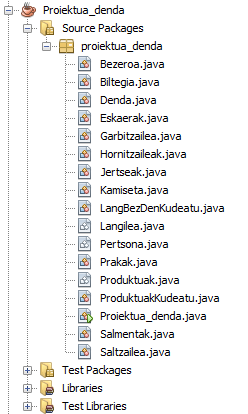 Proiektua_denda
Source Packages
proiektua_denda
Bezeroa.java
Biltegia.java
Denda.java
Eskaerak.java
Garbitzailea.java
Hornitzaileak.java
Jertseak.java
Kamiseta.java
LangBezDenKudeatu.java
Langilea.java
Pertsona.java
Prakak.java
Produktuak.java
ProduktuakKudeatu.java
Proiektua_denda.java
Salmentak.java
Saltzailea.java
Test Packages
Libraries
Test Libraries